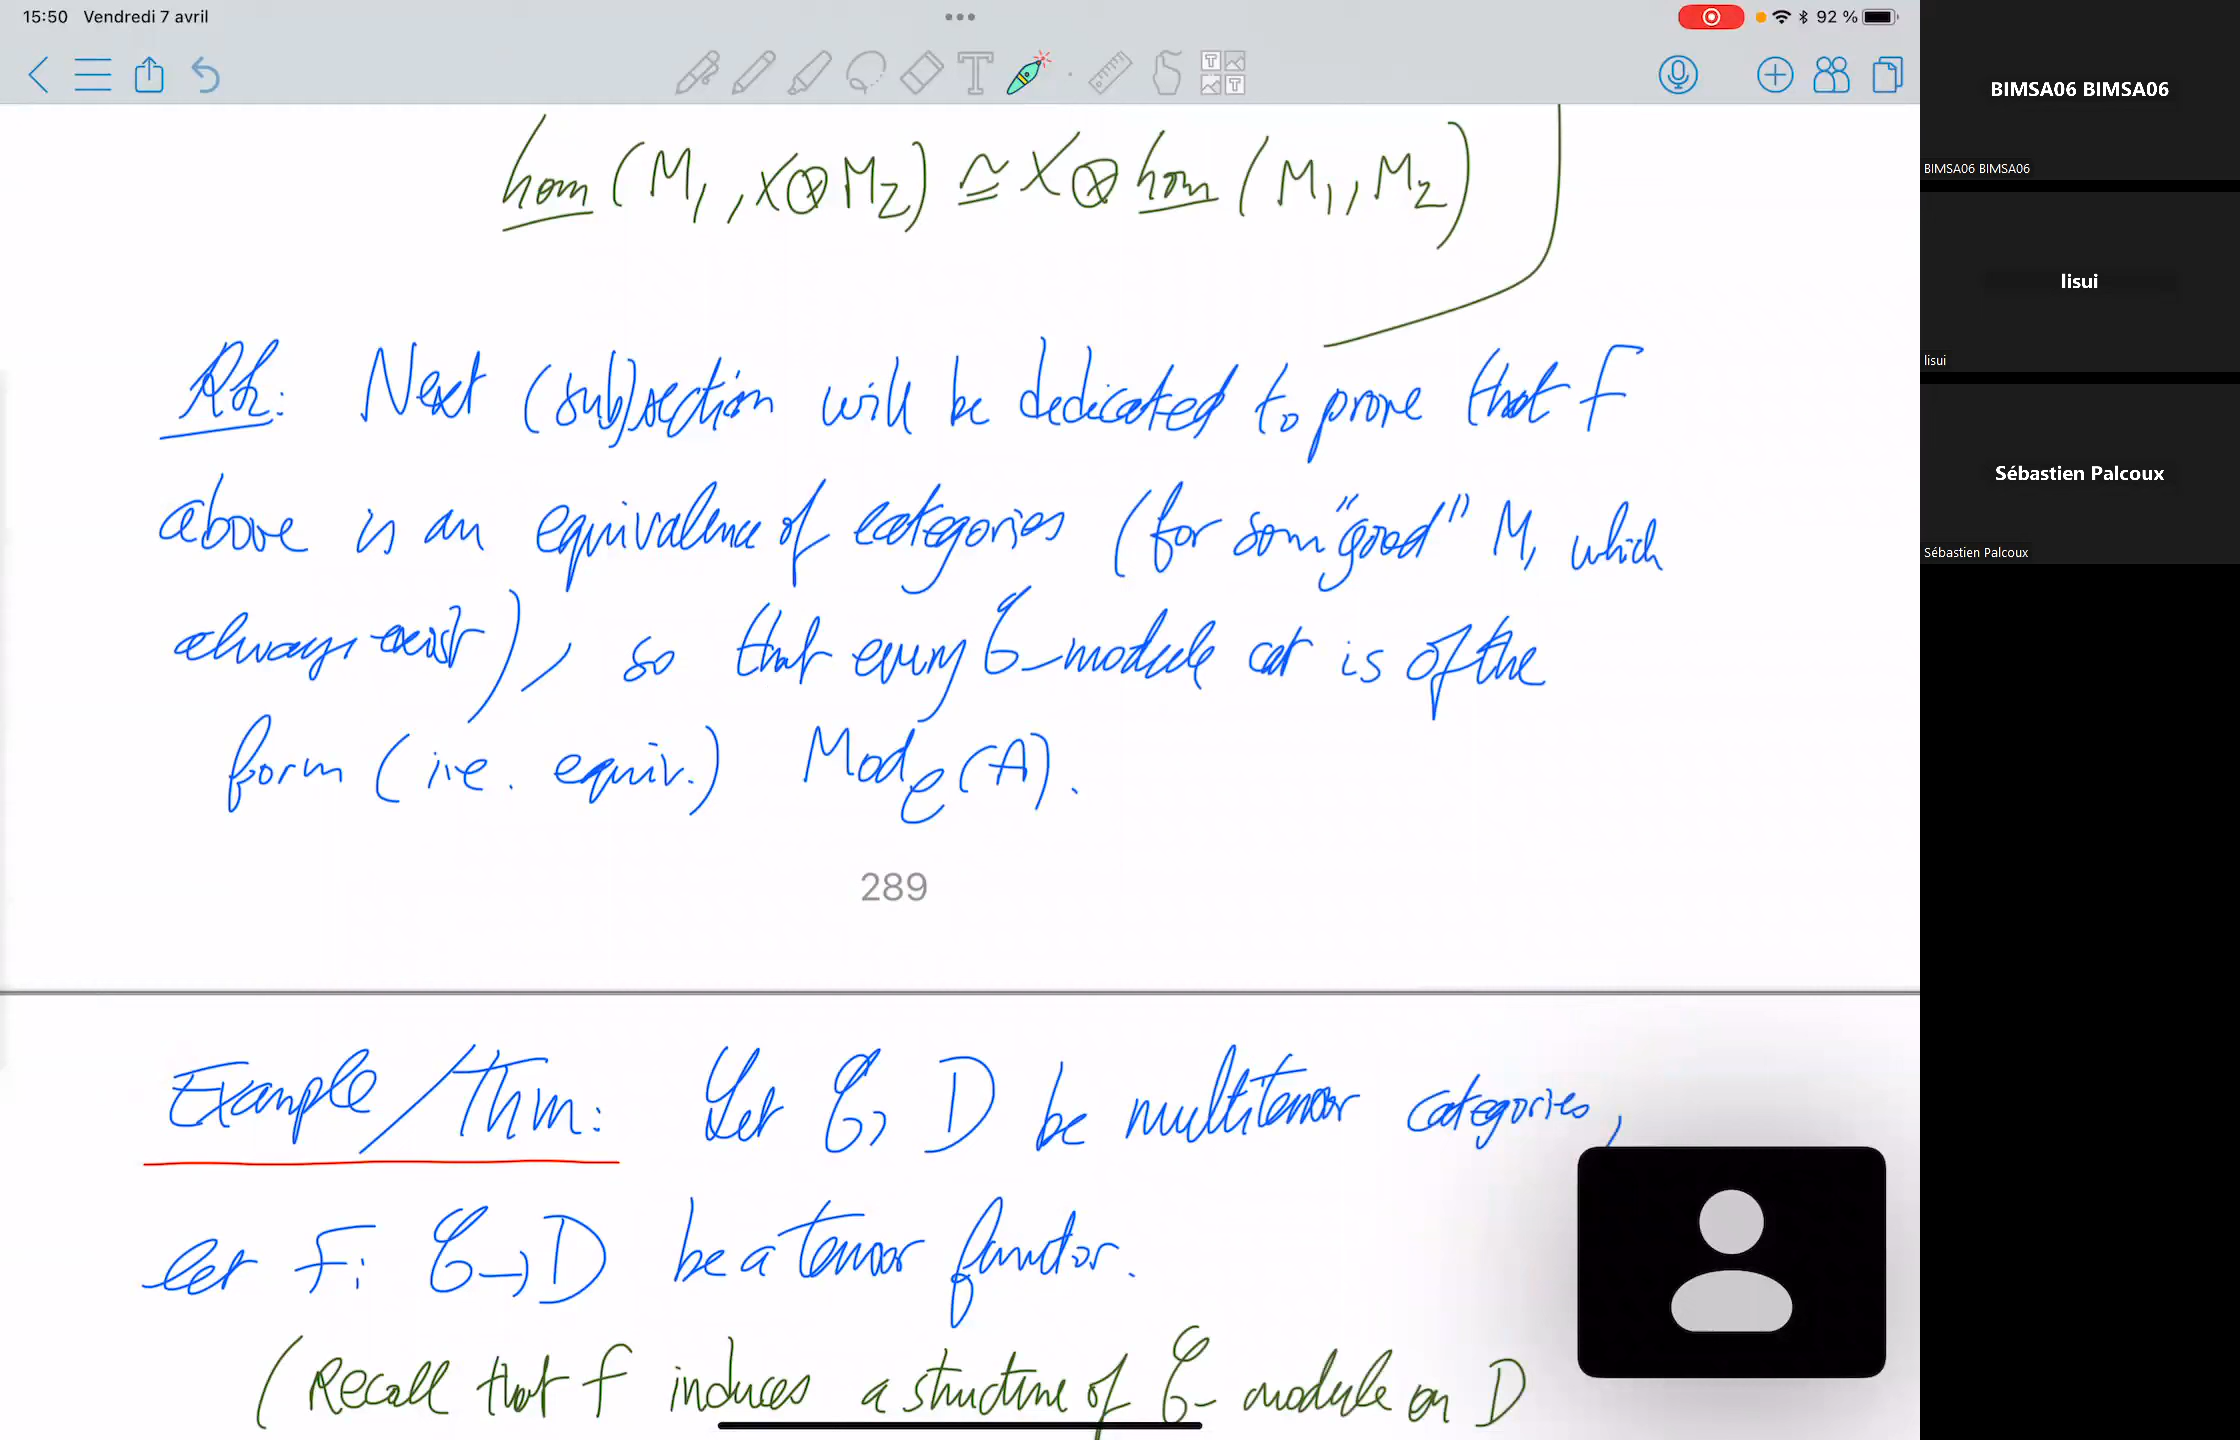 15:50 Vendredi 7 avril
92 %
hom (M₁, X⊗M₂) ≅ X⊗ hom (M₁, M₂)
Rk: Next (sub)section will be dedicated to prove that F
above is an equivalence of categories (for som "good" M, which
always exist), so that every C-module cat is of the
form (i.e. equiv.) Mod_C(A).
289
Example/Thm: Let C, D be multitensor categories,
let F: C→D be a tensor functor.
(Recall that F induces a structure of C-module on D
BIMSA06 BIMSA06
BIMSA06 BIMSA06
lisui
lisui
Sébastien Palcoux
Sébastien Palcoux